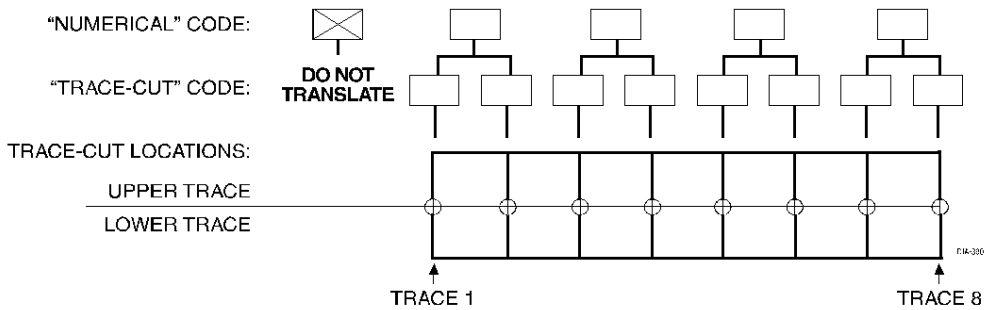 “NUMERICAL” CODE:
DO NOT
TRANSLATE
“TRACE-CUT” CODE:
TRACE-CUT LOCATIONS:
UPPER TRACE
LOWER TRACE
TRACE 1
TRACE 8